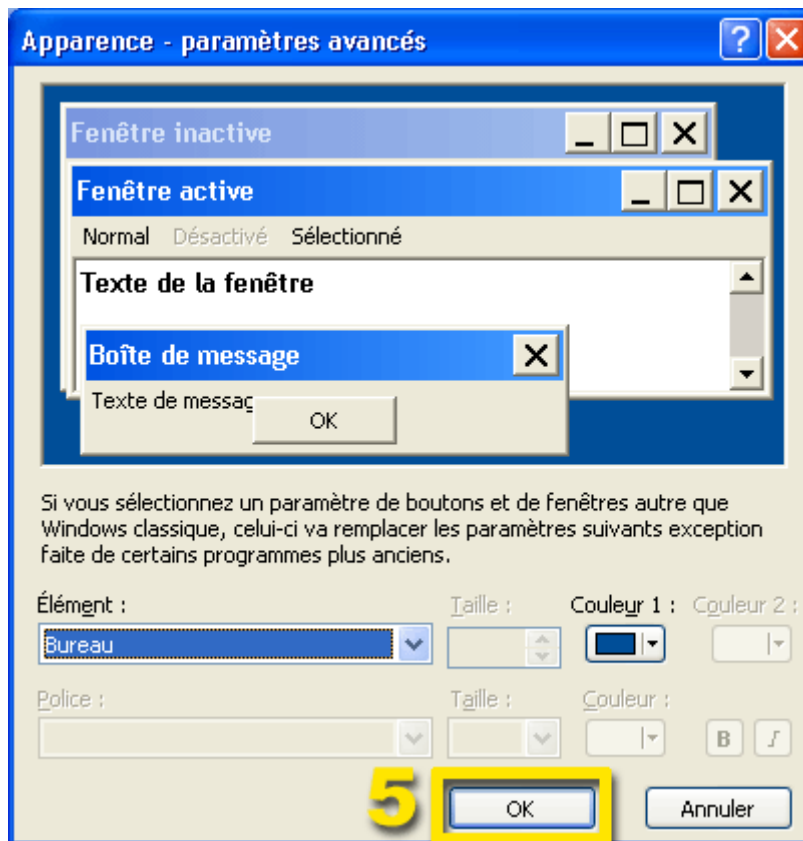 Apparence - paramètres avancés
Fenêtre inactive
Fenêtre active
Normal Désactivé Sélectionné
Texte de la fenêtre
Boîte de message
Texte de messag
OK
Si vous sélectionnez un paramètre de boutons et de fenêtres autre que
Windows classique, celui-ci va remplacer les paramètres suivants exception
faite de certains programmes plus anciens.
Élément : Taille : Couleur 1 : Couleur 2 :
Bureau
Police : Taille : Couleur :
B I
5 OK Annuler